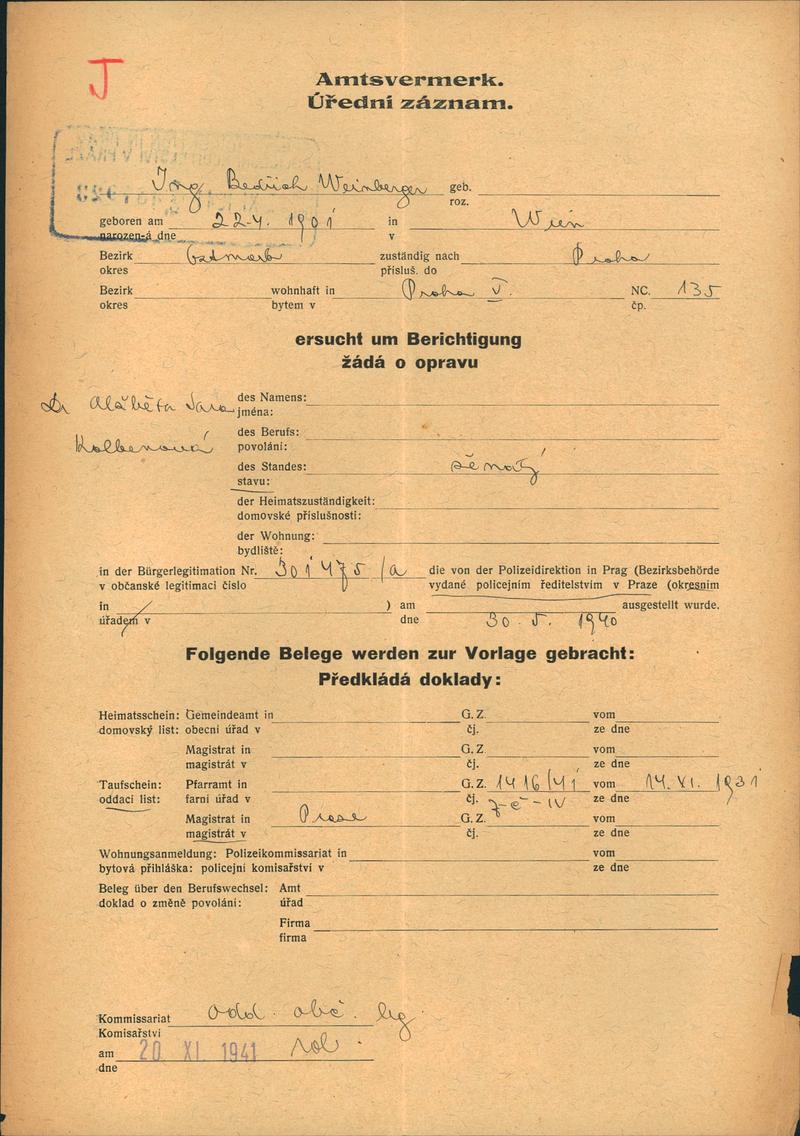 J
Amtsvermerk.
Úřední záznam.
Ing. Bedřich Weinberger geb.
roz.
geboren am 22.4. 1901 in Wien
narozen-á dne v
Bezirk Ostmark zuständig nach Praha
okres přísluš. do
Bezirk wohnhaft in Praha V. NC. 135
okres bytem v čp.
ersucht um Berichtigung
žádá o opravu
des Namens:
Dr Alžběta Sara jména:
des Berufs:
Kolbenová povolání:
des Standes: ženatý
stavu:
der Heimatszuständigkeit:
domovské příslušnosti:
der Wohnung:
bydliště:
in der Bürgerlegitimation Nr. 301475/a die von der Polizeidirektion in Prag (Bezirksbehörde
v občanské legitimaci číslo vydané policejním ředitelstvím v Praze (okresním
in ) am ausgestellt wurde.
úřadem v dne 30. 5. 1940
Folgende Belege werden zur Vorlage gebracht:
Předkládá doklady:
Heimatsschein: Gemeindeamt in G. Z. vom
domovský list: obecní úřad v čj. ze dne
Magistrat in G. Z. vom
magistrát v čj. ze dne
Taufschein: Pfarramt in G. Z. 1416/41 vom 14. XI. 1931
oddací list: farní úřad v čj. ze dne
Magistrat in Praze G. Z. vom
magistrát v čj. ze dne
Wohnungsanmeldung: Polizeikommissariat in vom
bytová přihláška: policejní komisařství v ze dne
Beleg über den Berufswechsel: Amt
doklad o změně povolání: úřad
Firma
firma
Kommissariat odd. obč. leg
Komisařství
am 20 XI 1941
dne